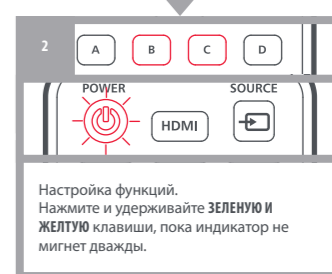 2
A B C D
POWER SOURCE
HDMI
Настройка функций.
Нажмите и удерживайте ЗЕЛЕНУЮ И
ЖЕЛТУЮ клавиши, пока индикатор не
мигнет дважды.